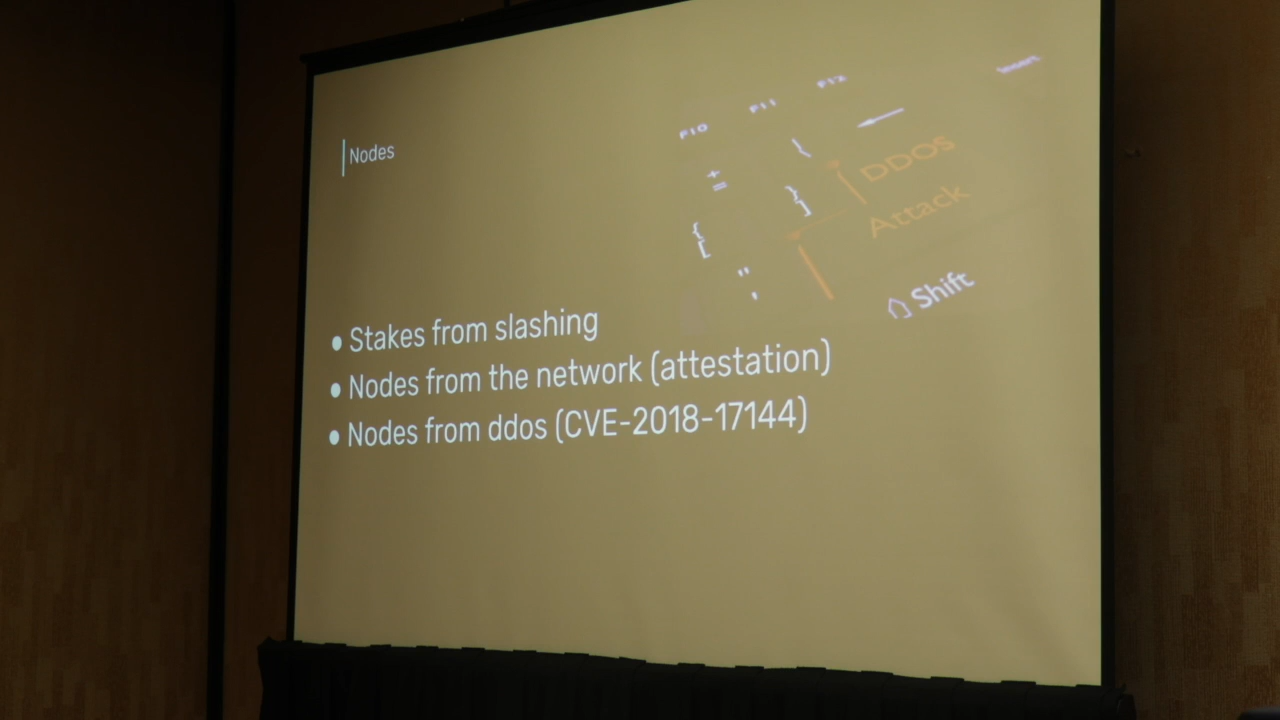 Nodes
F10
F11
F12
Insert
+
=
\
{
[
}
]
"
'
DDOS
Attack
Shift
• Stakes from slashing
• Nodes from the network (attestation)
• Nodes from ddos (CVE-2018-17144)